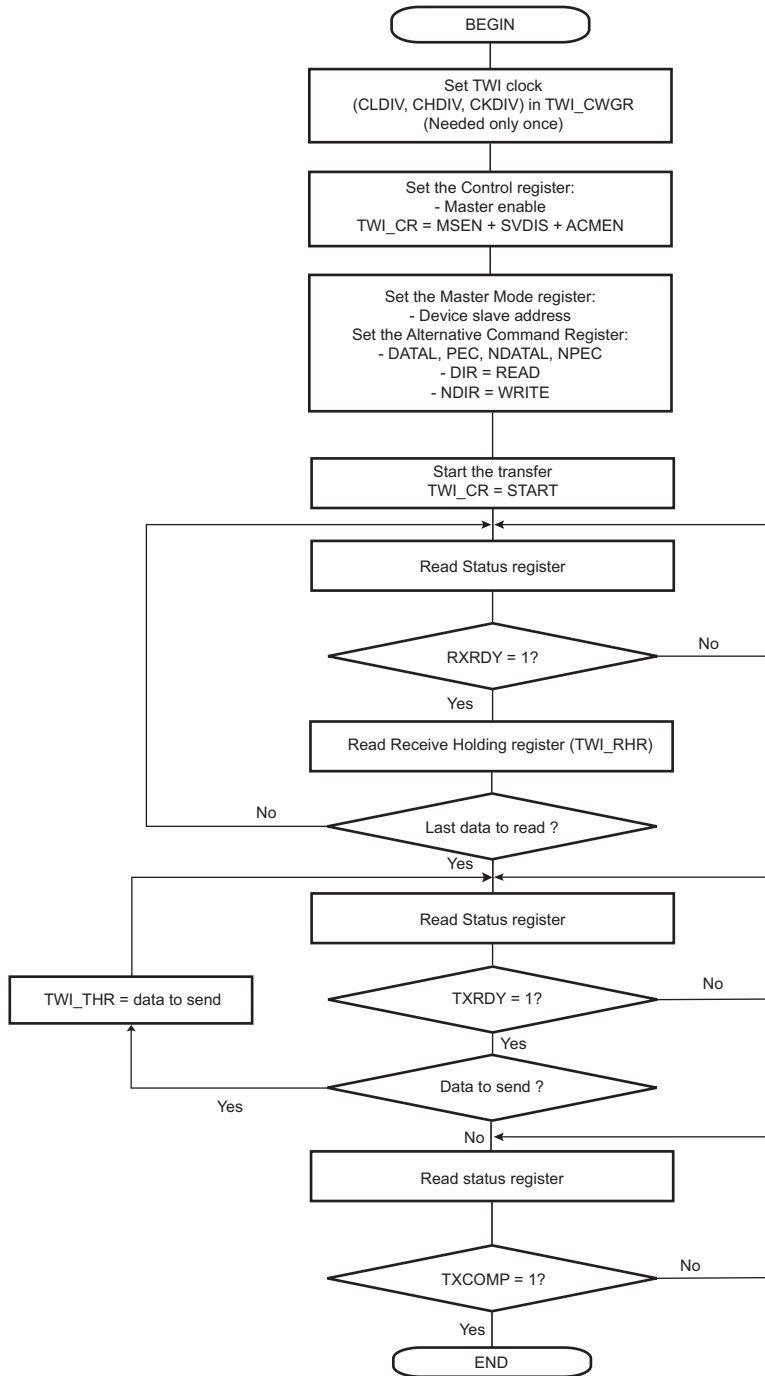 BEGIN
Set TWI clock
(CLDIV, CHDIV, CKDIV) in TWI_CWGR
(Needed only once)
Set the Control register:
- Master enable
TWI_CR = MSEN + SVDIS + ACMEN
Set the Master Mode register:
- Device slave address
Set the Alternative Command Register:
- DATAL, PEC, NDATAL, NPEC
- DIR = READ
- NDIR = WRITE
Start the transfer
TWI_CR = START
Read Status register
RXRDY = 1?
No
Yes
Read Receive Holding register (TWI_RHR)
No
Last data to read ?
Yes
Read Status register
TWI_THR = data to send
TXRDY = 1?
No
Yes
Data to send ?
Yes
No
Read status register
TXCOMP = 1?
No
Yes
END